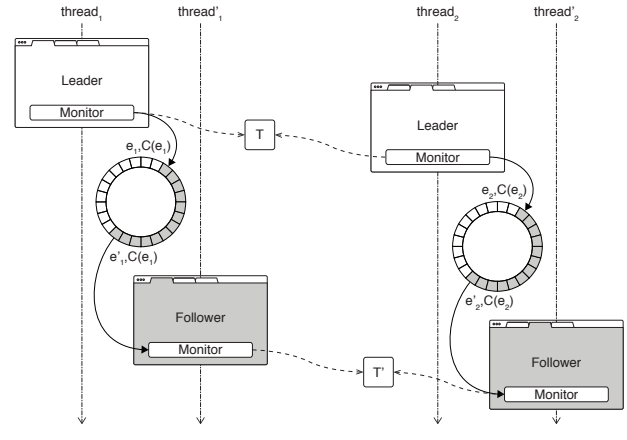 thread₁ thread'₁ thread₂ thread'₂
Leader
Monitor
Leader
T
Monitor
e₁,C(e₁)
e₂,C(e₂)
e'₁,C(e₁)
e'₂,C(e₂)
Follower
Monitor
T'
Follower
Monitor